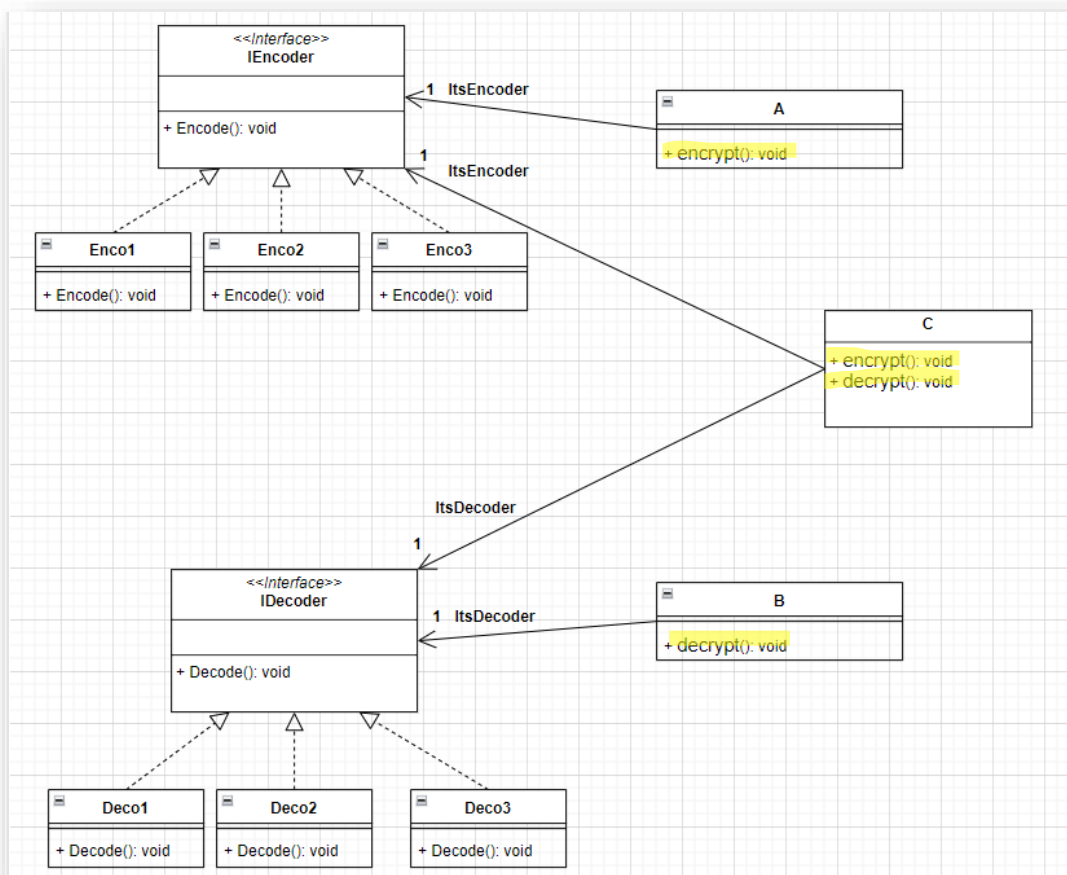 <<Interface>>
IEncoder
+ Encode(): void
1 ItsEncoder
A
+ encrypt(): void
1
ItsEncoder
Enco1
+ Encode(): void
Enco2
+ Encode(): void
Enco3
+ Encode(): void
C
+ encrypt(): void
+ decrypt(): void
ItsDecoder
1
<<Interface>>
IDecoder
+ Decode(): void
1 ItsDecoder
B
+ decrypt(): void
Deco1
+ Decode(): void
Deco2
+ Decode(): void
Deco3
+ Decode(): void